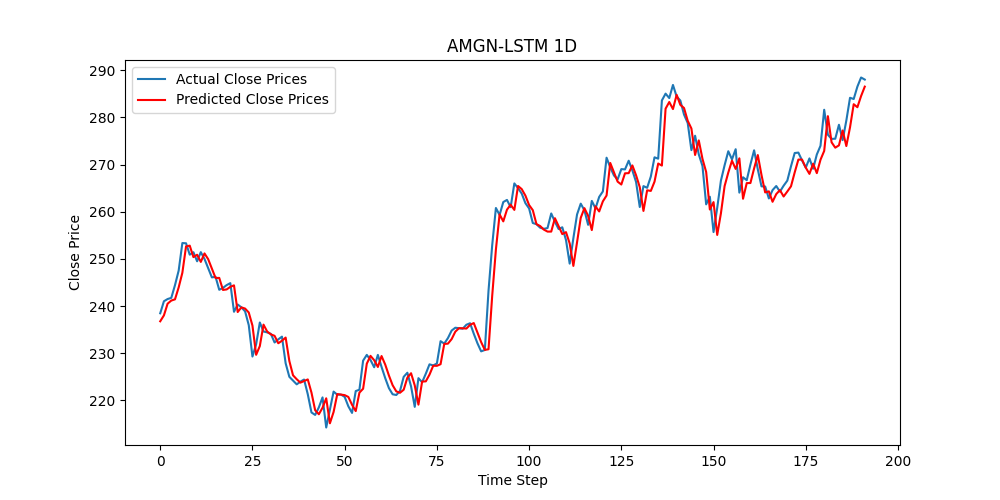 AMGN-LSTM 1D
Actual Close Prices
Predicted Close Prices
290
280
270
260
250
240
230
220
Close Price
0 25 50 75 100 125 150 175 200
Time Step